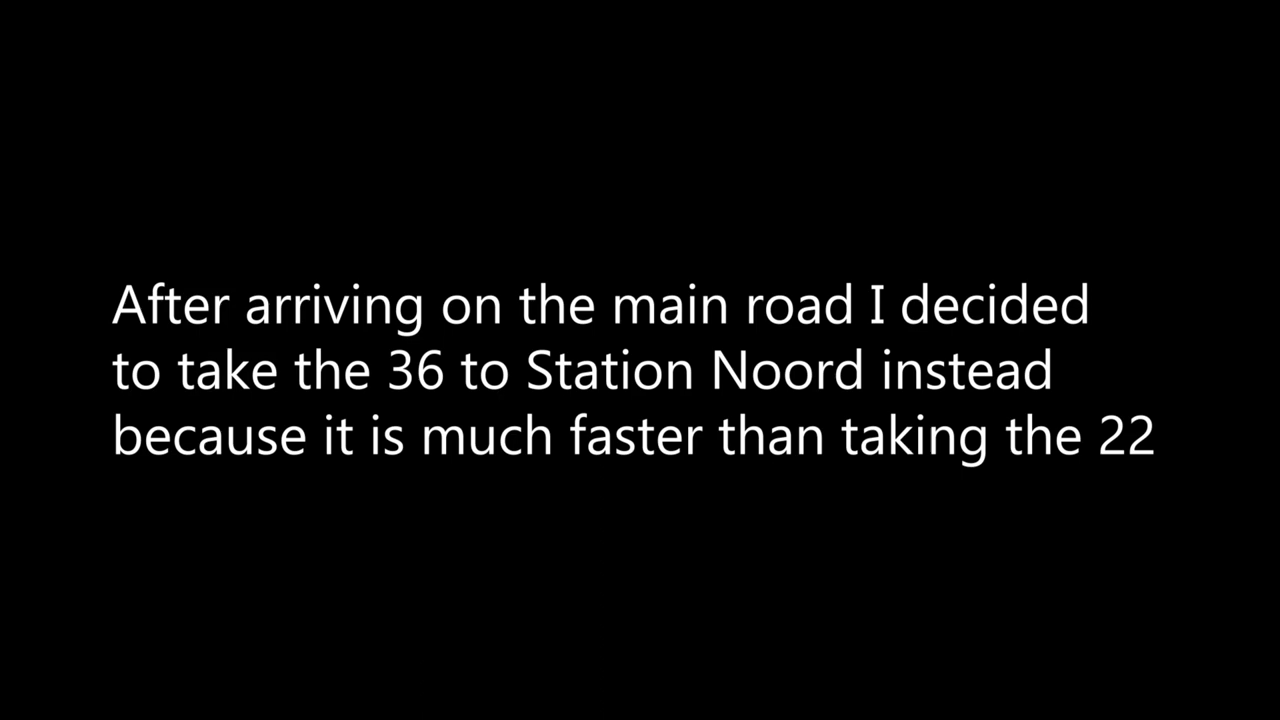 After arriving on the main road I decided
to take the 36 to Station Noord instead
because it is much faster than taking the 22